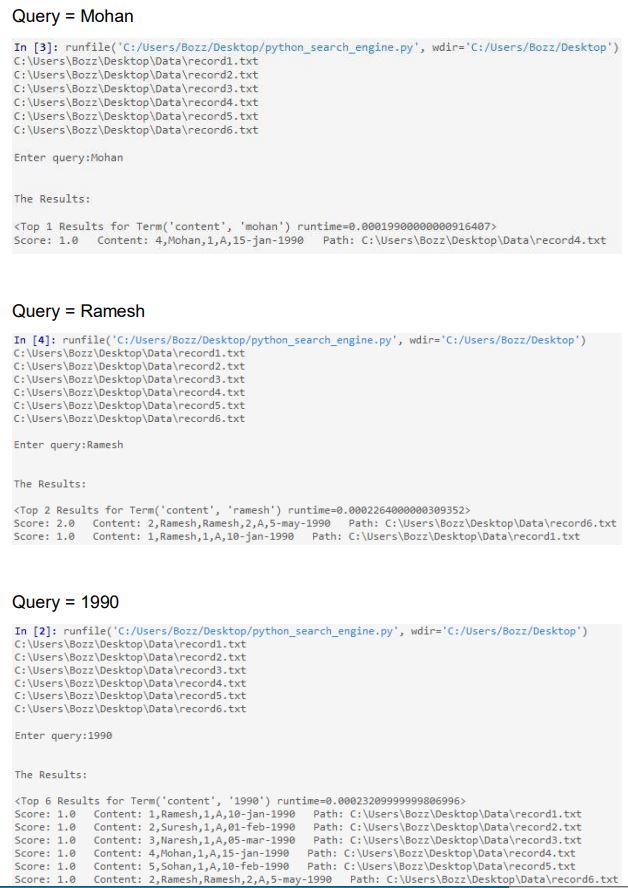 Query = Mohan
In [3]: runfile('C:/Users/Bozz/Desktop/python_search_engine.py', wdir='C:/Users/Bozz/Desktop')
C:\Users\Bozz\Desktop\Data\record1.txt
C:\Users\Bozz\Desktop\Data\record2.txt
C:\Users\Bozz\Desktop\Data\record3.txt
C:\Users\Bozz\Desktop\Data\record4.txt
C:\Users\Bozz\Desktop\Data\record5.txt
C:\Users\Bozz\Desktop\Data\record6.txt
Enter query:Mohan
The Results:
<Top 1 Results for Term('content', 'mohan') runtime=0.00019900000000916407>
Score: 1.0   Content: 4,Mohan,1,A,15-jan-1990   Path: C:\Users\Bozz\Desktop\Data\record4.txt
Query = Ramesh
In [4]: runfile('C:/Users/Bozz/Desktop/python_search_engine.py', wdir='C:/Users/Bozz/Desktop')
C:\Users\Bozz\Desktop\Data\record1.txt
C:\Users\Bozz\Desktop\Data\record2.txt
C:\Users\Bozz\Desktop\Data\record3.txt
C:\Users\Bozz\Desktop\Data\record4.txt
C:\Users\Bozz\Desktop\Data\record5.txt
C:\Users\Bozz\Desktop\Data\record6.txt
Enter query:Ramesh
The Results:
<Top 2 Results for Term('content', 'ramesh') runtime=0.0002264000000309352>
Score: 2.0   Content: 2,Ramesh,Ramesh,2,A,5-may-1990   Path: C:\Users\Bozz\Desktop\Data\record6.txt
Score: 1.0   Content: 1,Ramesh,1,A,10-jan-1990   Path: C:\Users\Bozz\Desktop\Data\record1.txt
Query = 1990
In [2]: runfile('C:/Users/Bozz/Desktop/python_search_engine.py', wdir='C:/Users/Bozz/Desktop')
C:\Users\Bozz\Desktop\Data\record1.txt
C:\Users\Bozz\Desktop\Data\record2.txt
C:\Users\Bozz\Desktop\Data\record3.txt
C:\Users\Bozz\Desktop\Data\record4.txt
C:\Users\Bozz\Desktop\Data\record5.txt
C:\Users\Bozz\Desktop\Data\record6.txt
Enter query:1990
The Results:
<Top 6 Results for Term('content', '1990') runtime=0.00023209999999806996>
Score: 1.0   Content: 1,Ramesh,1,A,10-jan-1990   Path: C:\Users\Bozz\Desktop\Data\record1.txt
Score: 1.0   Content: 2,Suresh,1,A,01-feb-1990   Path: C:\Users\Bozz\Desktop\Data\record2.txt
Score: 1.0   Content: 3,Naresh,1,A,05-mar-1990   Path: C:\Users\Bozz\Desktop\Data\record3.txt
Score: 1.0   Content: 4,Mohan,1,A,15-jan-1990   Path: C:\Users\Bozz\Desktop\Data\record4.txt
Score: 1.0   Content: 5,Sohan,1,A,10-feb-1990   Path: C:\Users\Bozz\Desktop\Data\record5.txt
Score: 1.0   Content: 2,Ramesh,Ramesh,2,A,5-may-1990   Path: C:\Users\Bozz\Desktop\Data\record6.txt